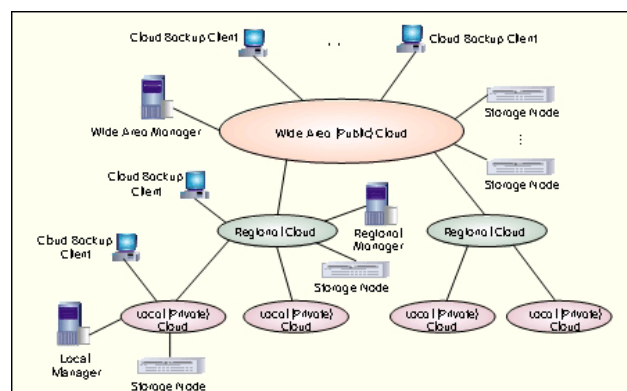 Cloud Backup Client
. .
Cloud Backup Client
Wide Area Manager
Wide Area (Public) Cloud
Storage Node
...
Storage Node
Cloud Backup
Client
Regional Cloud
Regional
Manager
Regional Cloud
Cloud Backup
Client
Storage Node
Local (Private)
Cloud
Local (Private)
Cloud
Local (Private)
Cloud
Local (Private)
Cloud
Local
Manager
Storage Node